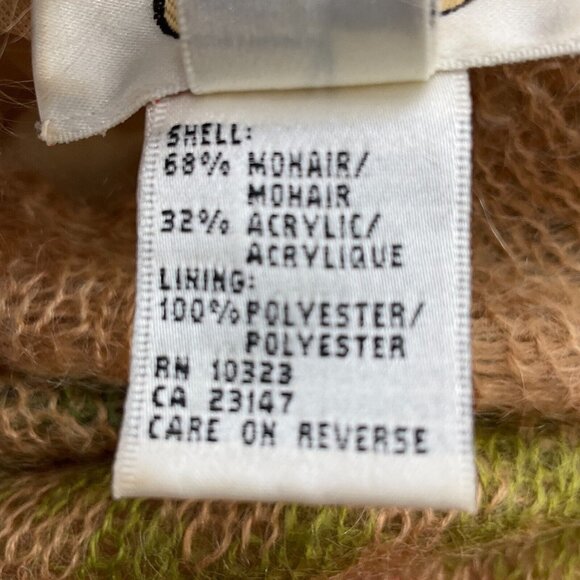 SHELL:
68% MOHAIR/
MOHAIR
32% ACRYLIC/
ACRYLIQUE
LINING:
100% POLYESTER/
POLYESTER
RN 10323
CA 23147
CARE ON REVERSE